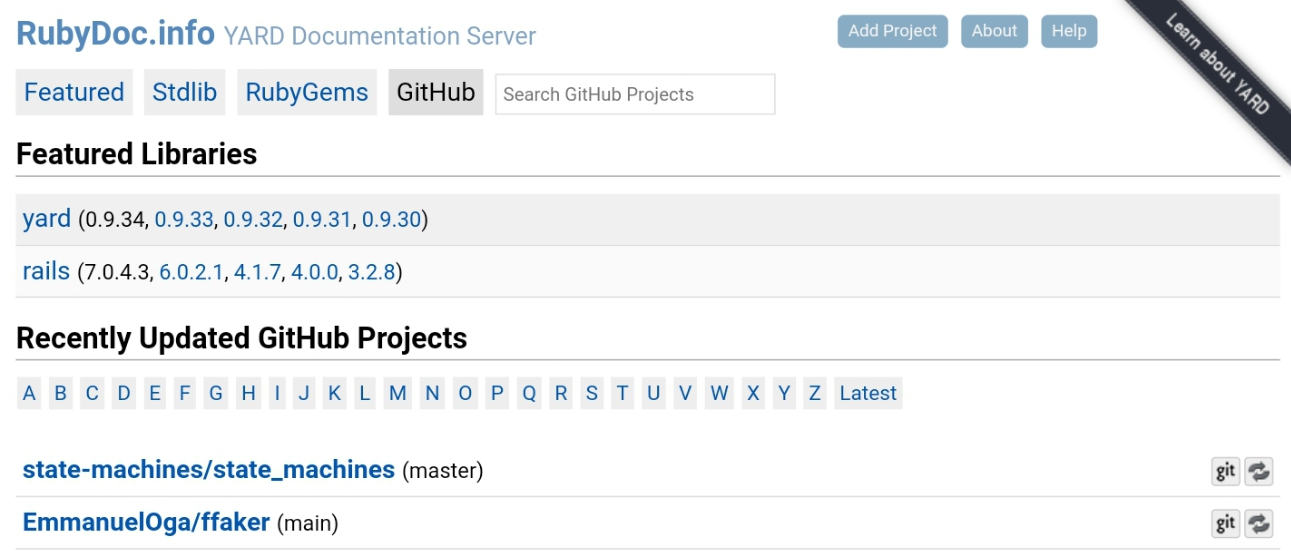 RubyDoc.info YARD Documentation Server
Add Project About Help
Learn about YARD
Featured Stdlib RubyGems GitHub Search GitHub Projects
Featured Libraries
yard (0.9.34, 0.9.33, 0.9.32, 0.9.31, 0.9.30)
rails (7.0.4.3, 6.0.2.1, 4.1.7, 4.0.0, 3.2.8)
Recently Updated GitHub Projects
A B C D E F G H I J K L M N O P Q R S T U V W X Y Z Latest
state-machines/state_machines (master) git
EmmanuelOga/ffaker (main) git